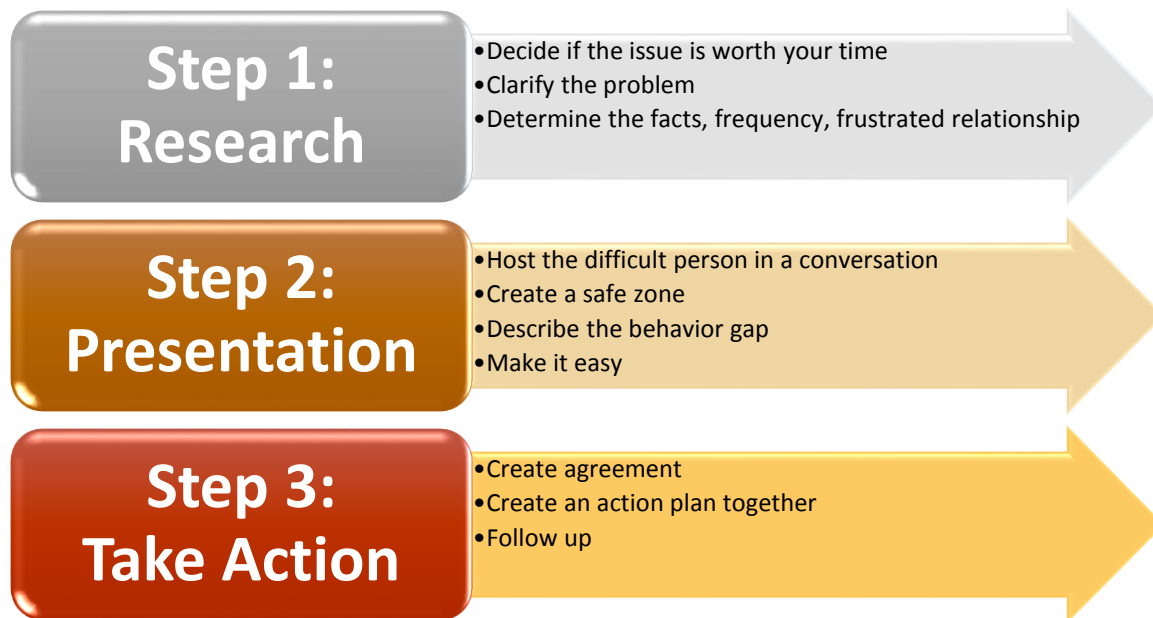 Step 1:
Research
•Decide if the issue is worth your time
•Clarify the problem
•Determine the facts, frequency, frustrated relationship
Step 2:
Presentation
•Host the difficult person in a conversation
•Create a safe zone
•Describe the behavior gap
•Make it easy
Step 3:
Take Action
•Create agreement
•Create an action plan together
•Follow up